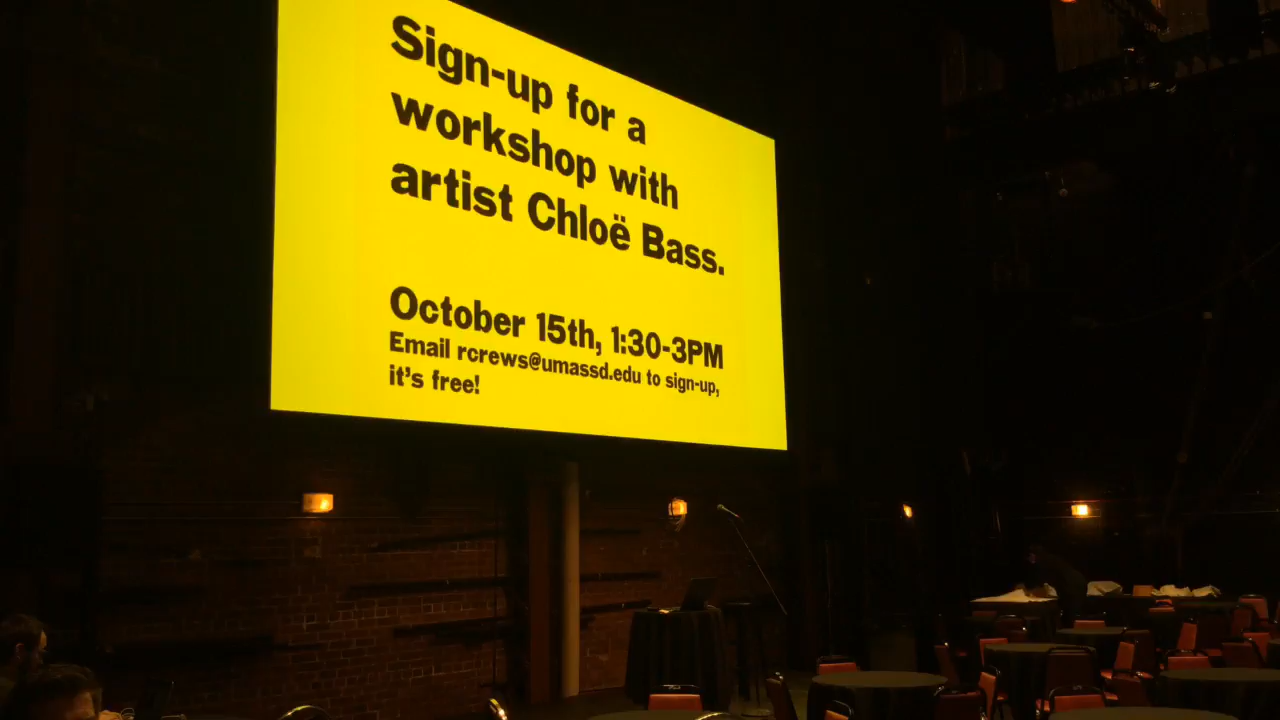 Sign-up for a
workshop with
artist Chloë Bass.
October 15th, 1:30-3PM
Email rcrews@umassd.edu to sign-up,
it's free!